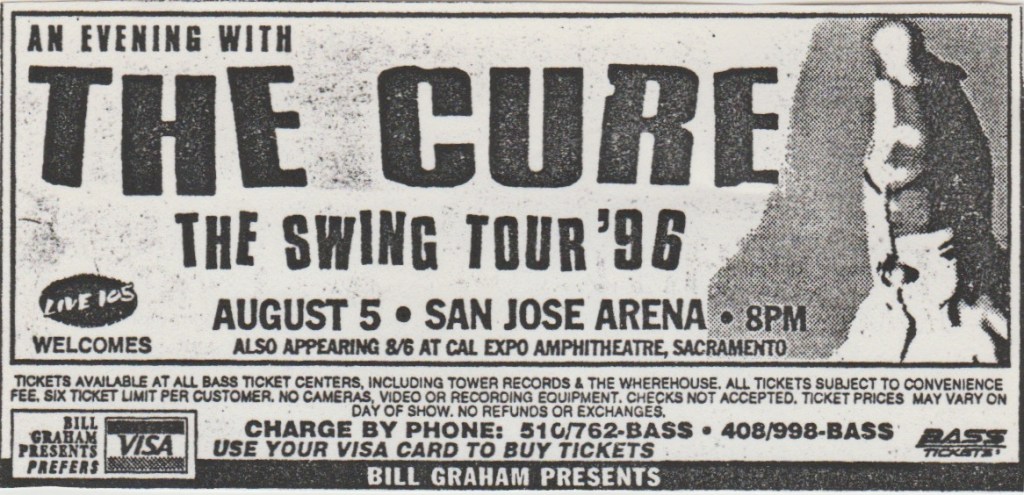 AN EVENING WITH
THE CURE
THE SWING TOUR '96
LIVE 105
WELCOMES
AUGUST 5 • SAN JOSE ARENA • 8PM
ALSO APPEARING 8/6 AT CAL EXPO AMPHITHEATRE, SACRAMENTO
TICKETS AVAILABLE AT ALL BASS TICKET CENTERS, INCLUDING TOWER RECORDS & THE WHEREHOUSE. ALL TICKETS SUBJECT TO CONVENIENCE
FEE. SIX TICKET LIMIT PER CUSTOMER. NO CAMERAS, VIDEO OR RECORDING EQUIPMENT. CHECKS NOT ACCEPTED. TICKET PRICES MAY VARY ON
DAY OF SHOW. NO REFUNDS OR EXCHANGES.
BILL
GRAHAM
PRESENTS
PREFERS
VISA
CHARGE BY PHONE: 510/762-BASS • 408/998-BASS
USE YOUR VISA CARD TO BUY TICKETS
BASS
TICKETS
BILL GRAHAM PRESENTS